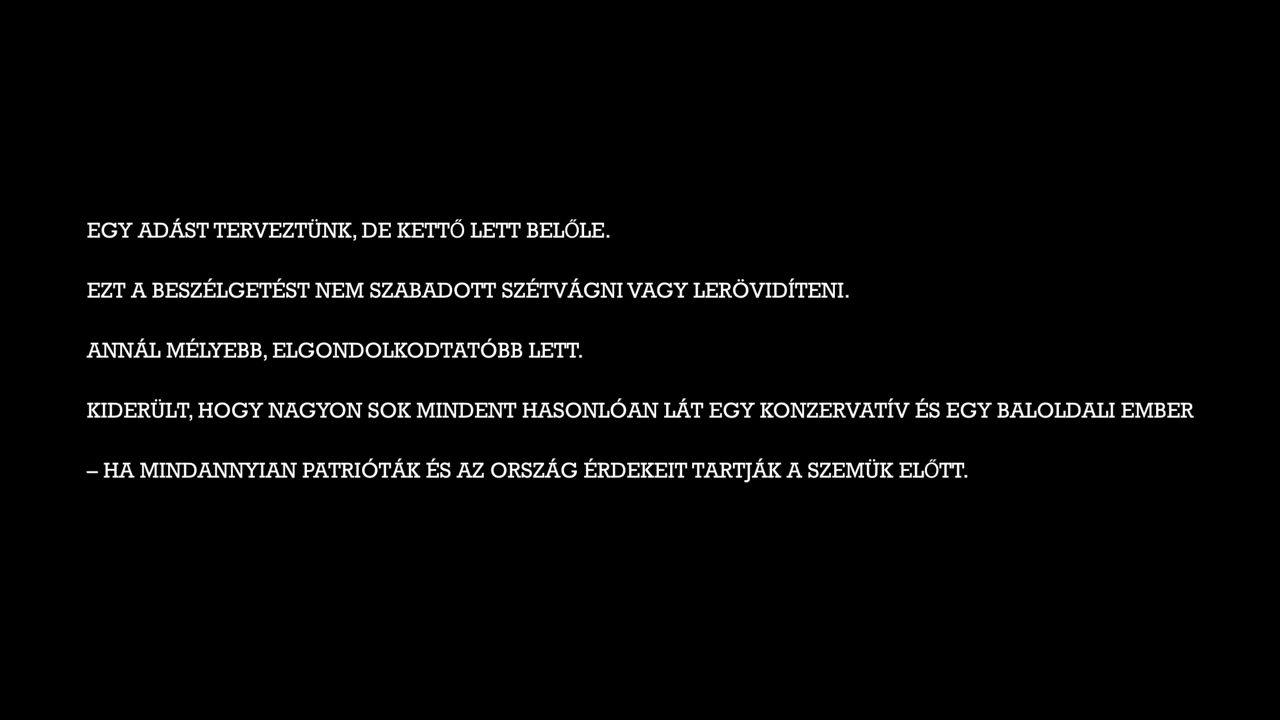 EGY ADÁST TERVEZTÜNK, DE KETTŐ LETT BELŐLE.
EZT A BESZÉLGETÉST NEM SZABADOTT SZÉTVÁGNI VAGY LERÖVIDÍTENI.
ANNÁL MÉLYEBB, ELGONDOLKODTATÓBB LETT.
KIDERÜLT, HOGY NAGYON SOK MINDENT HASONLÓAN LÁT EGY KONZERVATÍV ÉS EGY BALOLDALI EMBER
– HA MINDANNYIAN PATRIÓTÁK ÉS AZ ORSZÁG ÉRDEKEIT TARTJÁK A SZEMÜK ELŐTT.